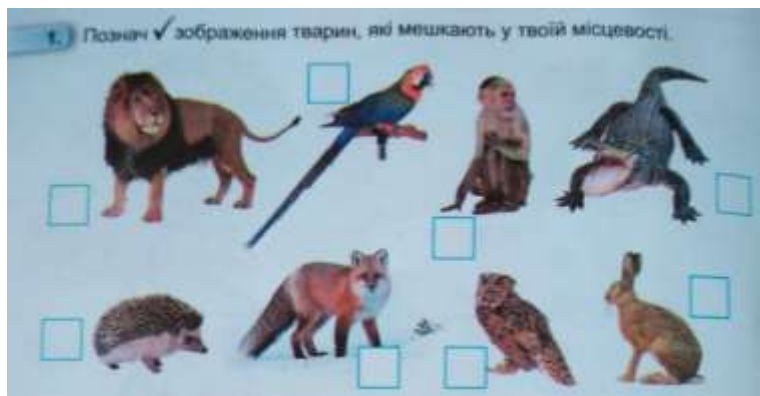 1. Познач ✓ зображення тварин, які мешкають у твоїй місцевості.